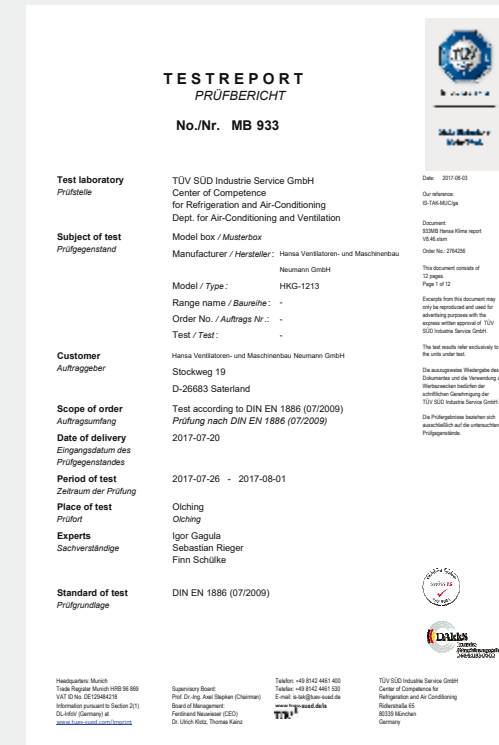 TÜV
TESTREPORT
PRÜFBERICHT
No./Nr. MB 933
Test laboratory
Prüfstelle
TÜV SÜD Industrie Service GmbH
Center of Competence
for Refrigeration and Air-Conditioning
Dept. for Air-Conditioning and Ventilation
Subject of test
Prüfgegenstand
Model box / Musterbox
Manufacturer / Hersteller : Hansa Ventilatoren- und Maschinenbau
Neumann GmbH
Model / Type : HKG-1213
Range name / Baureihe : -
Order No. / Auftrags Nr .: -
Test / Test : -
Customer
Auftraggeber
Hansa Ventilatoren- und Maschinenbau Neumann GmbH
Stockweg 19
D-26683 Saterland
Scope of order
Auftragsumfang
Test according to DIN EN 1886 (07/2009)
Prüfung nach DIN EN 1886 (07/2009)
Date of delivery
Eingangsdatum des
Prüfgegenstandes
2017-07-20
Period of test
Zeitraum der Prüfung
2017-07-26 - 2017-08-01
Place of test
Prüfort
Olching
Olching
Experts
Sachverständige
Igor Gagula
Sebastian Rieger
Finn Schülke
Standard of test
Prüfgrundlage
DIN EN 1886 (07/2009)
Date: 2017-08-03
Our reference:
IS-TAK-MUC/gs
Document:
933MB Hansa Klima report
V8.46.xlsm
Order No.: 2764256
This document consists of
12 pages.
Page 1 of 12
Excerpts from this document may
only be reproduced and used for
advertising purposes with the
express written approval of TÜV
SÜD Industrie Service GmbH.
The test results refer exclusively to
the units under test.
Die auszugsweise Wiedergabe des
Dokumentes und die Verwendung
Werbezwecken bedürfen der
schriftlichen Genehmigung der
TÜV SÜD Industrie Service GmbH.
Die Prüfergebnisse beziehen sich
ausschließlich auf die untersuchten
Prüfgegenstände.
DAkkS
Headquarters: Munich
Trade Register Munich HRB 96 869
VAT ID No. DE129484218
Information pursuant to Section 2(1)
DL-InfoV (Germany) at
www.tuev-sued.com/imprint
Supervisory Board:
Prof. Dr.-Ing. Axel Stepken (Chairman)
Board of Management:
Ferdinand Neuwieser (CEO)
Dr. Ulrich Klotz, Thomas Kainz
Telefon: +49 8142 4461 400
Telefax: +49 8142 4461 530
E-mail: is-tak@tuev-sued.de
www.tuev-sued.de/is
TÜV
TÜV SÜD Industrie Service GmbH
Center of Competence for
Refrigeration and Air Conditioning
Ridlerstraße 65
80339 München
Germany